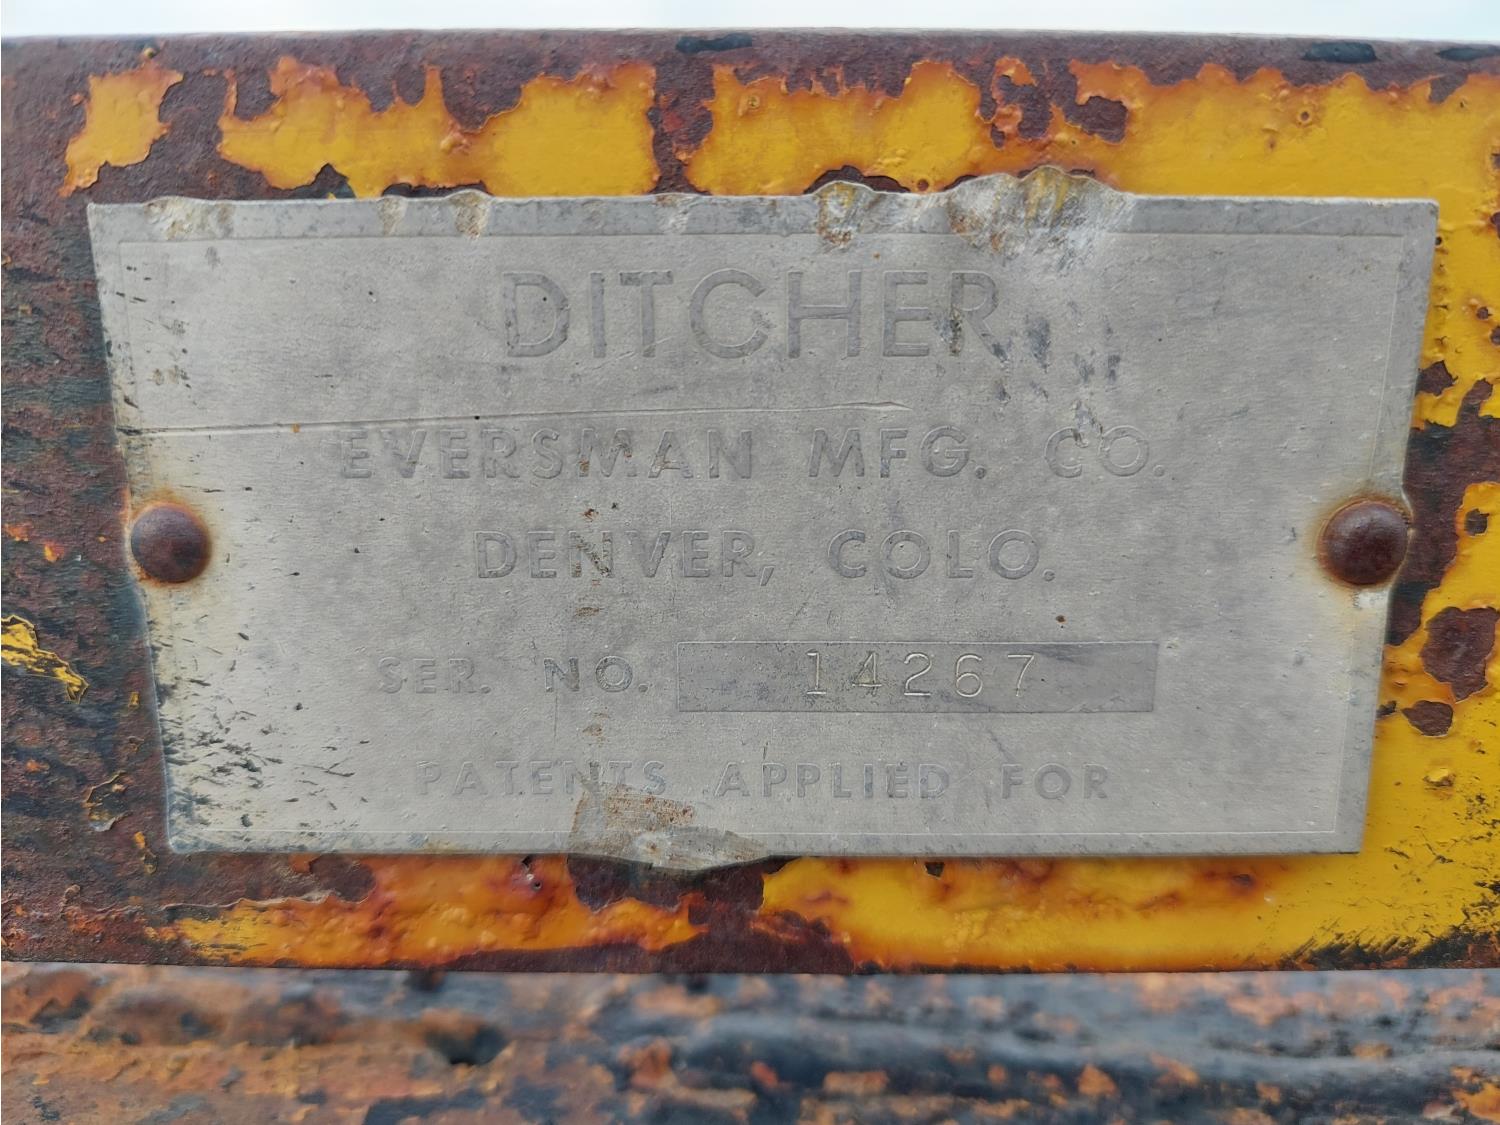 DITCHER
EVERSMAN MFG. CO.
DENVER, COLO.
SER. NO. 14267
PATENTS APPLIED FOR